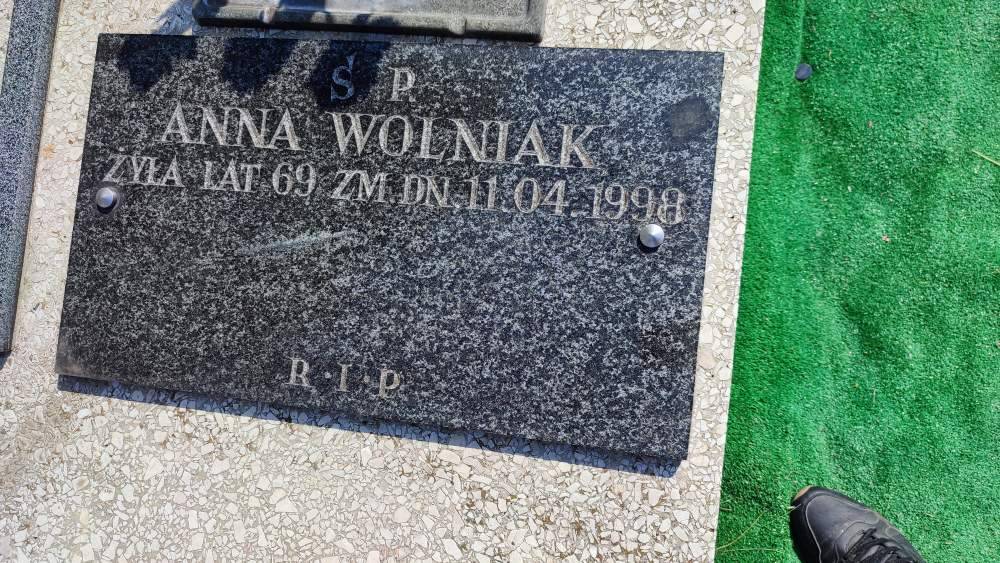 Ś P.
ANNA WOLNIAK
ŻYŁA LAT 69 ZM. DN. 11.04.1998
R·I·P